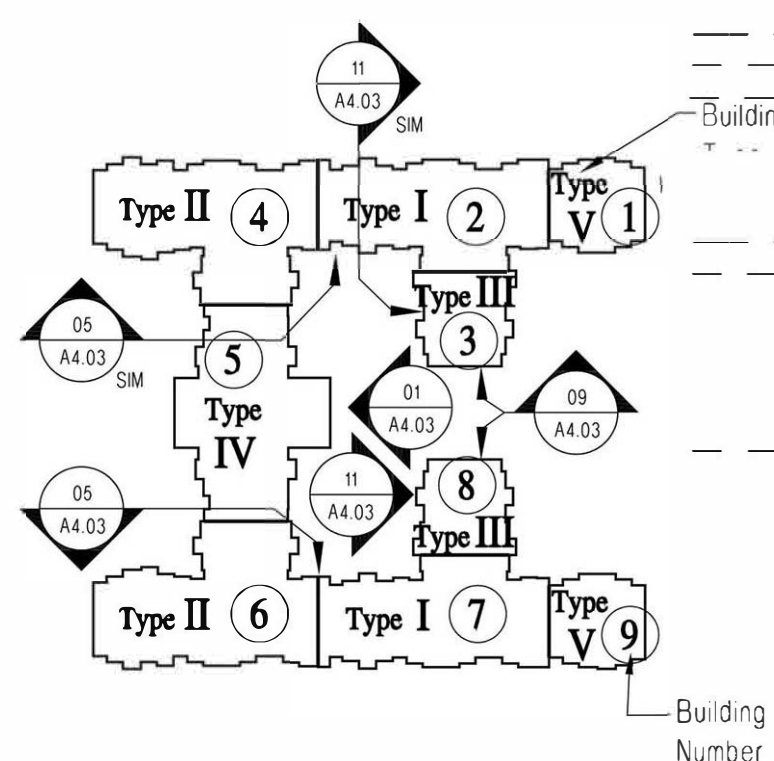 11
A4.03
SIM
Buildin
Type II 4
Type I 2
Type
V 1
Type III
3
05
A4.03
SIM
5
Type
IV
01
A4.03
09
A4.03
11
A4.03
8
Type III
05
A4.03
Type II 6
Type I 7
Type
V 9
Building
Number